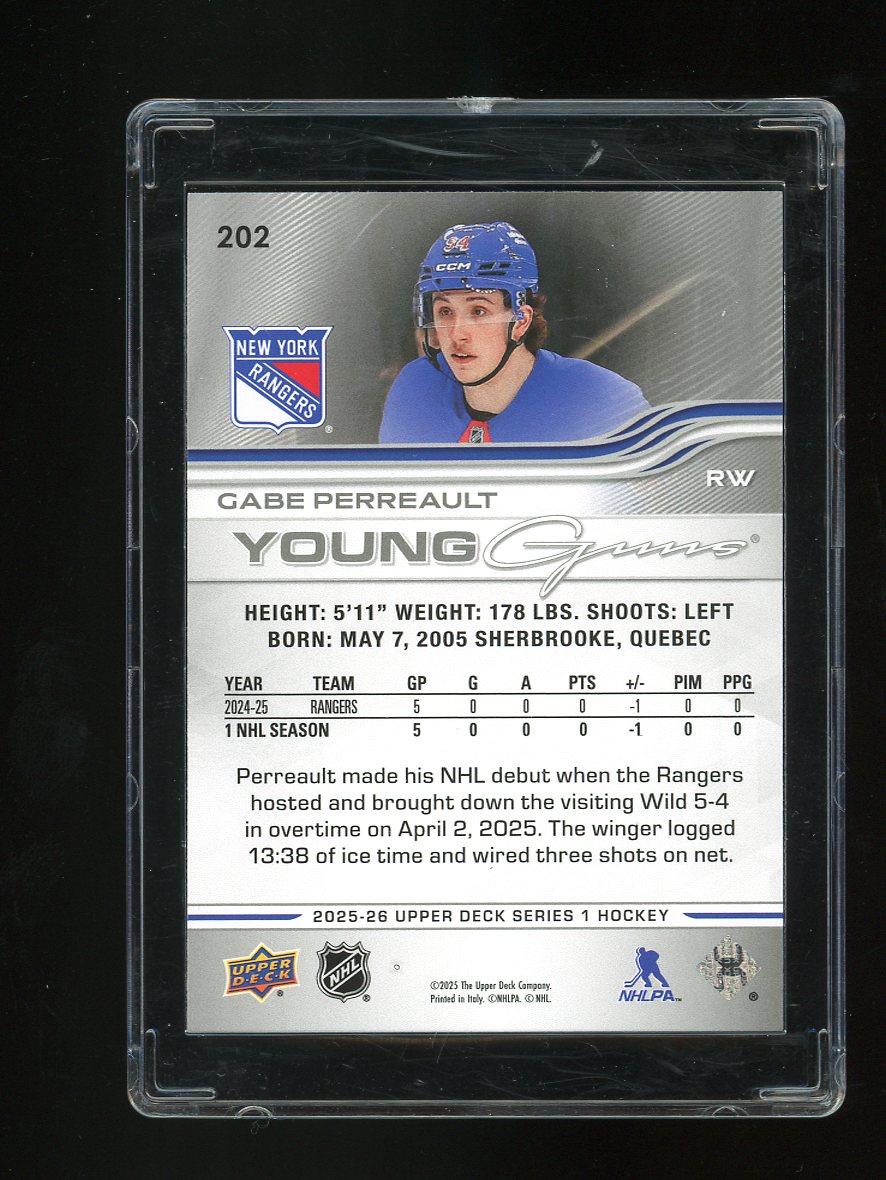 202
94
CCM
NEW YORK
RANGERS
®
RW
GABE PERREAULT
YOUNG Guns®
HEIGHT: 5'11” WEIGHT: 178 LBS. SHOOTS: LEFT
BORN: MAY 7, 2005 SHERBROOKE, QUEBEC
YEAR TEAM GP G A PTS +/- PIM PPG
2024-25 RANGERS 5 0 0 0 -1 0 0
1 NHL SEASON 5 0 0 0 -1 0 0
Perreault made his NHL debut when the Rangers
hosted and brought down the visiting Wild 5-4
in overtime on April 2, 2025. The winger logged
13:38 of ice time and wired three shots on net.
2025-26 UPPER DECK SERIES 1 HOCKEY
UPPER
D·E·C·K
®
NHL
®
©2025 The Upper Deck Company.
Printed in Italy. ©NHLPA. © NHL.
NHLPA™
®